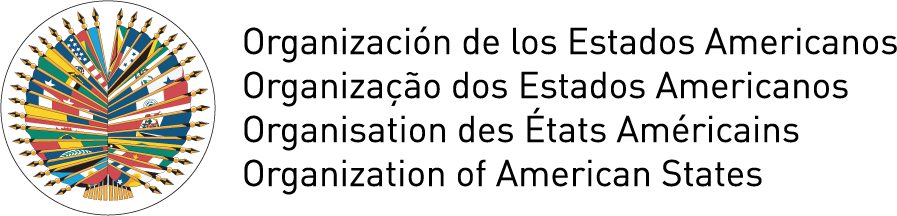 Organización de los Estados Americanos
Organização dos Estados Americanos
Organisation des États Américains
Organization of American States